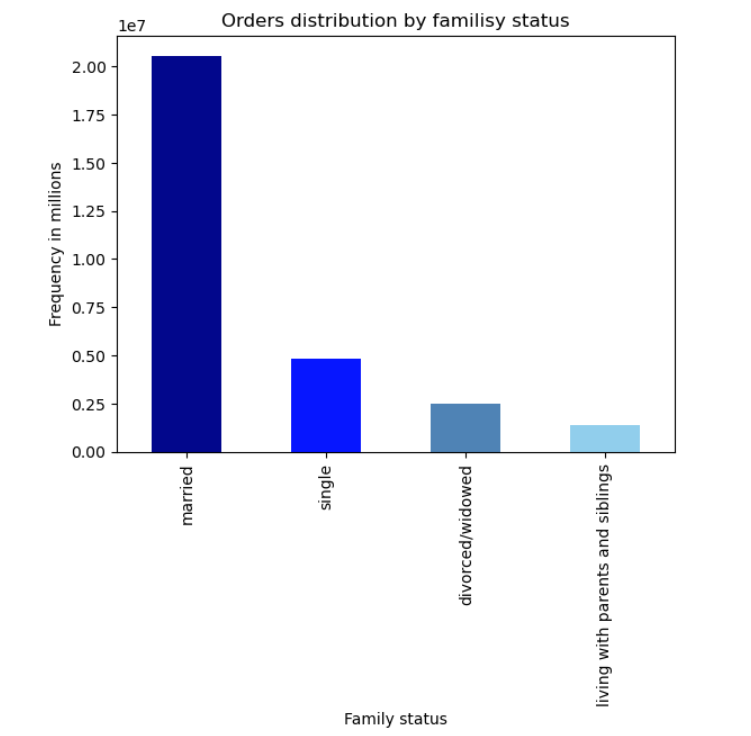 Orders distribution by familisy status
1e7
2.00
1.75
1.50
1.25
1.00
0.75
0.50
0.25
0.00
Frequency in millions
married
single
divorced/widowed
living with parents and siblings
Family status